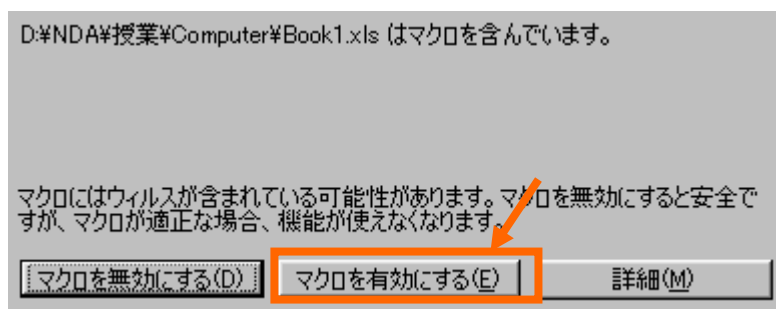 D:¥NDA¥授業¥Computer¥Book1.xls はマクロを含んでいます。
マクロにはウィルスが含まれている可能性があります。マクロを無効にすると安全で
すが、マクロが適正な場合、機能が使えなくなります。
マクロを無効にする(D) マクロを有効にする(E) 詳細(M)